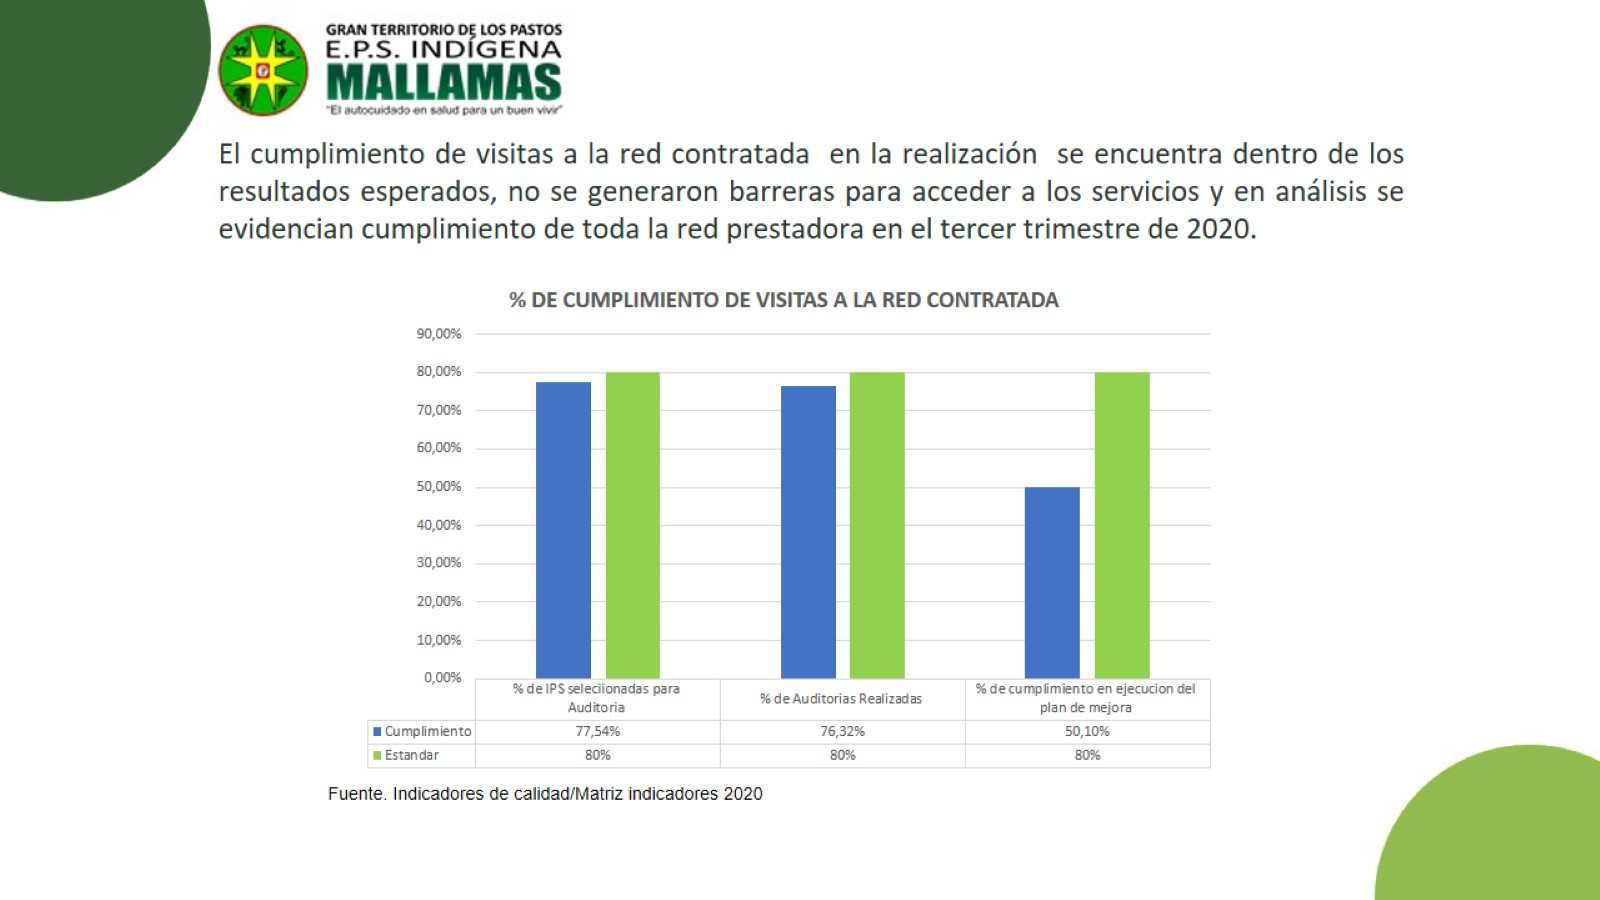 GRAN TERRITORIO DE LOS PASTOS
E.P.S. INDÍGENA
MALLAMAS
"El autocuidado en salud para un buen vivir"
El cumplimiento de visitas a la red contratada en la realización se encuentra dentro de los
resultados esperados, no se generaron barreras para acceder a los servicios y en análisis se
evidencian cumplimiento de toda la red prestadora en el tercer trimestre de 2020.
% DE CUMPLIMIENTO DE VISITAS A LA RED CONTRATADA
90,00%
80,00%
70,00%
60,00%
50,00%
40,00%
30,00%
20,00%
10,00%
0,00%
% de IPS seleciionadas para
Auditoria
% de Auditorias Realizadas
% de cumplimiento en ejecucion del
plan de mejora
Cumplimiento 77,54% 76,32% 50,10%
Estandar 80% 80% 80%
Fuente. Indicadores de calidad/Matriz indicadores 2020